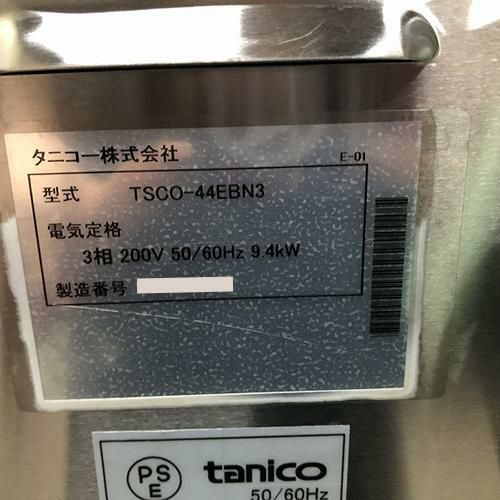 タニコー株式会社
E-01
型式 TSCO-44EBN3
電気定格
3相 200V 50/60Hz 9.4kW
製造番号
PS
E
tanico
50/60Hz